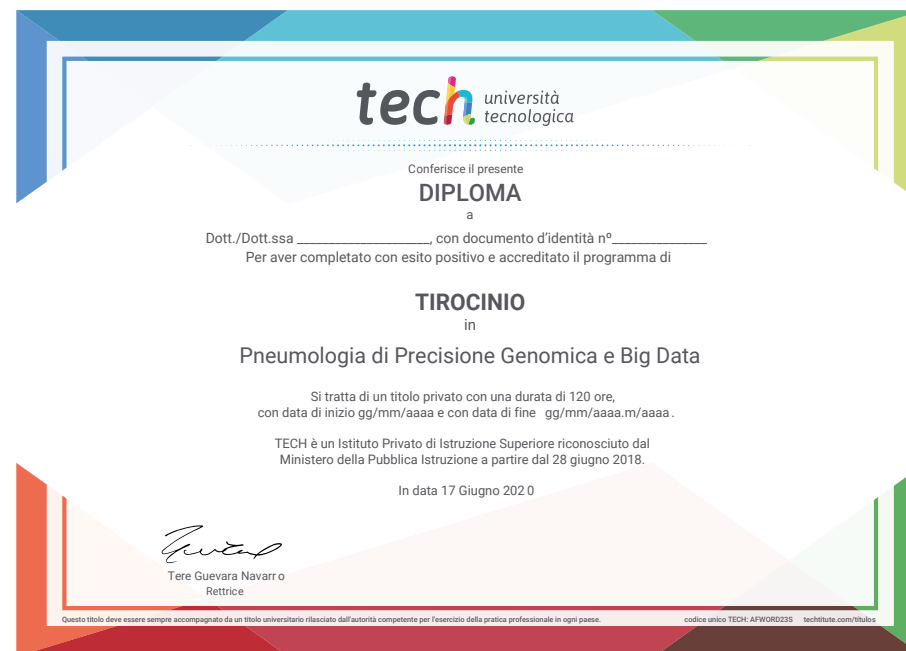 tech università
tecnologica
Conferisce il presente
DIPLOMA
a
Dott./Dott.ssa ____________________, con documento d'identità nº______________
Per aver completato con esito positivo e accreditato il programma di
TIROCINIO
in
Pneumologia di Precisione Genomica e Big Data
Si tratta di un titolo privato con una durata di 120 ore,
con data di inizio gg/mm/aaaa e con data di fine gg/mm/aaaa.m/aaaa.
TECH è un Istituto Privato di Istruzione Superiore riconosciuto dal
Ministero della Pubblica Istruzione a partire dal 28 giugno 2018.
In data 17 Giugno 2020
Tere Guevara Navarro
Rettrice
Questo titolo deve essere sempre accompagnato da un titolo universitario rilasciato dall'autorità competente per l'esercizio della pratica professionale in ogni paese. codice unico TECH: AFWORD23S techtitute.com/titulos